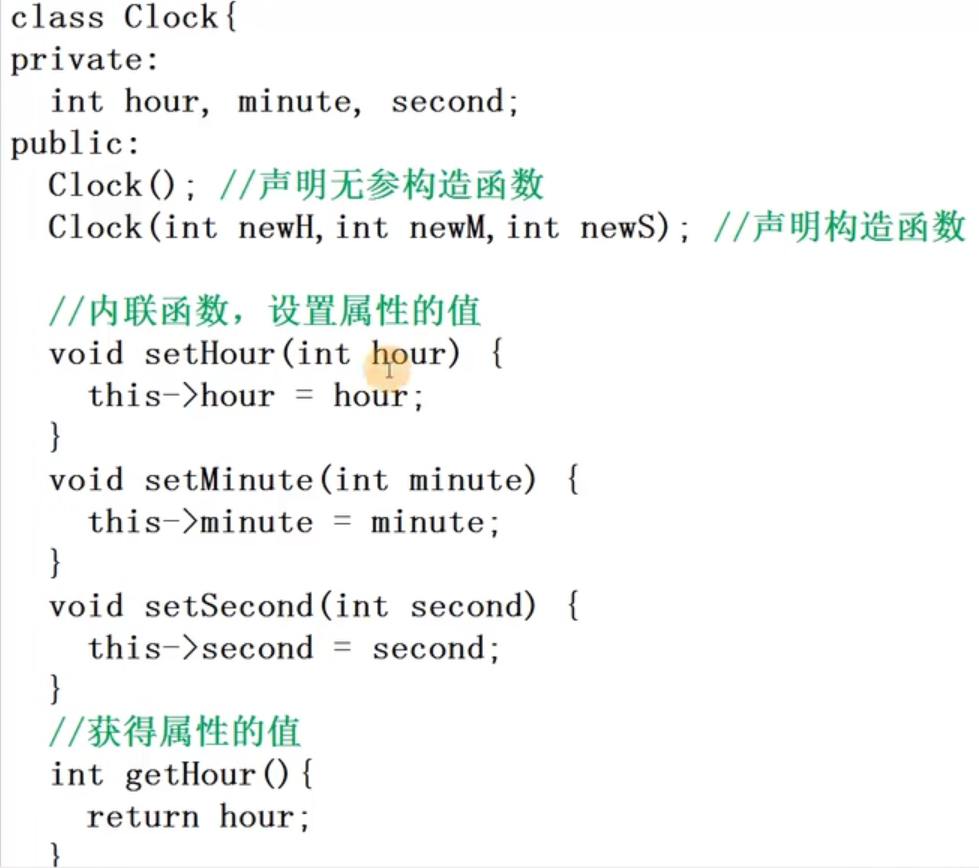 class Clock{
private:
int hour, minute, second;
public:
Clock(); //声明无参构造函数
Clock(int newH,int newM,int newS); //声明构造函数
//内联函数，设置属性的值
void setHour(int hour) {
this->hour = hour;
}
void setMinute(int minute) {
this->minute = minute;
}
void setSecond(int second) {
this->second = second;
}
//获得属性的值
int getHour(){
return hour;
}